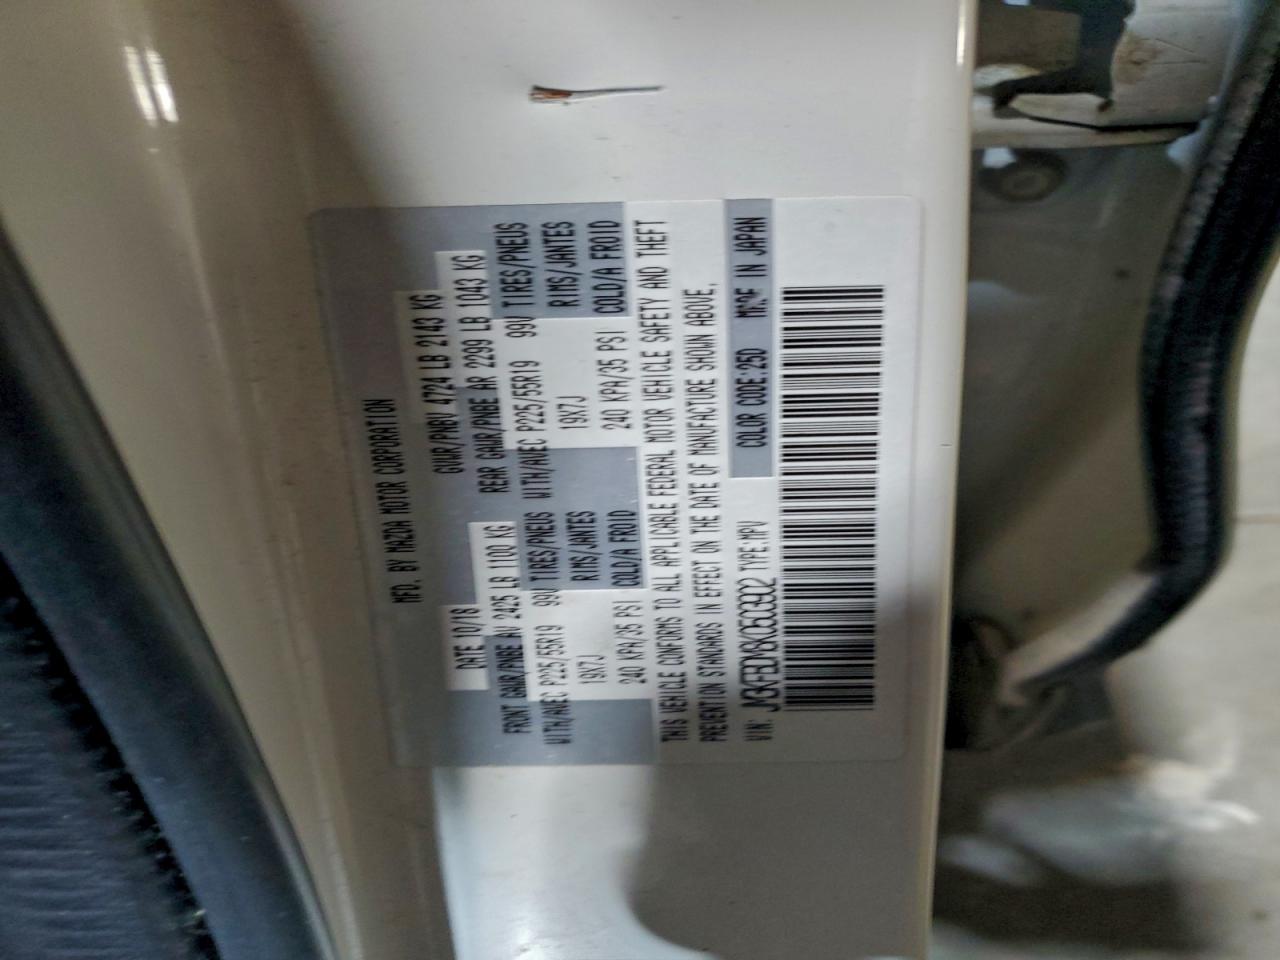 MFD. BY MAZDA MOTOR CORPORATION
DATE 10/18 GVWR/PNBV 4724 LB 2143 KG
FRONT GAWR/PNBE AV 2425 LB 1100 KG REAR GAWR/PNBE AR 2299 LB 1043 KG
WITH/AVEC P225/55R19 99V TIRES/PNEUS WITH/AVEC P225/55R19 99V TIRES/PNEUS
19X7J RIMS/JANTES 19X7J RIMS/JANTES
240 KPA/35 PSI COLD/A FROID 240 KPA/35 PSI COLD/A FROID
THIS VEHICLE CONFORMS TO ALL APPLICABLE FEDERAL MOTOR VEHICLE SAFETY AND THEFT
PREVENTION STANDARDS IN EFFECT ON THE DATE OF MANUFACTURE SHOWN ABOVE.
VIN: JM3KFBDM8K0503902 TYPE:MPV COLOR CODE:25D MADE IN JAPAN